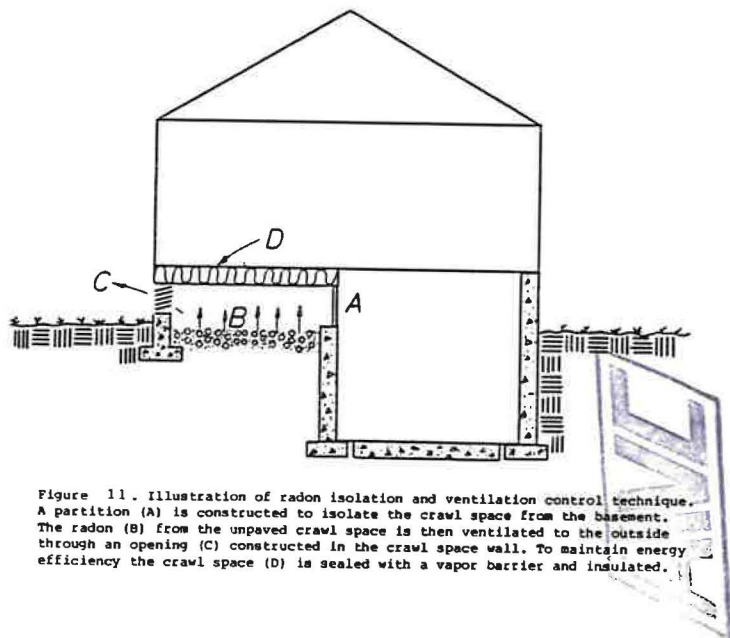 D
C
A
B
Figure 11. Illustration of radon isolation and ventilation control technique.
A partition (A) is constructed to isolate the crawl space from the basement.
The radon (B) from the unpaved crawl space is then ventilated to the outside
through an opening (C) constructed in the crawl space wall. To maintain energy
efficiency the crawl space (D) is sealed with a vapor barrier and insulated.